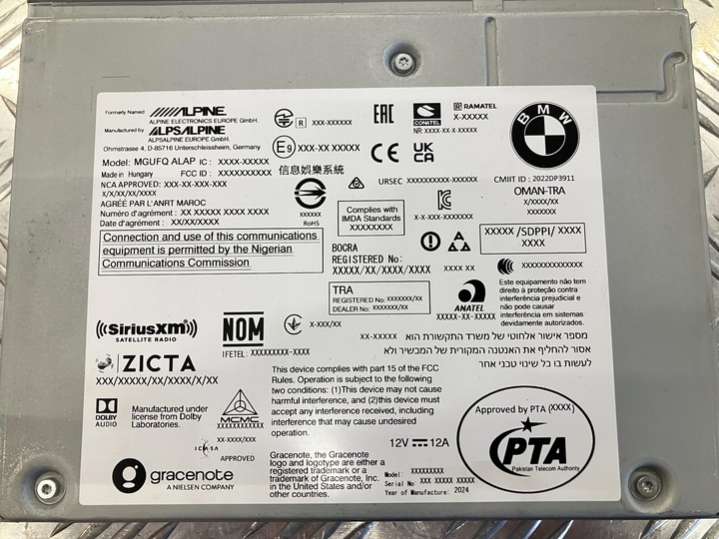 Formerly Named
ALPINE
ALPINE ELECTRONICS EUROPE GmbH.
Manufactured by
ALPSALPINE
ALPSALPINE EUROPE GmbH.
Ohmstrasse 4, D-85716 Unterschleissheim, Germany
Model: MGUFQ ALAP IC : XXXX-XXXXX
Made in Hungary FCC ID : XXXXXXXXXX
NCA APPROVED: XXX-XX-XXX-XXX
X/X/XX/XX/XXXX
AGRÉÉ PAR L'ANRT MAROC
Numéro d'agrément : XX XXXXX XXXX XXXX
Date d'agrément : XX/XX/XXXX
Connection and use of this communications
equipment is permitted by the Nigerian
Communications Commission
R XXX-XXXXXX
E9 XXX-XX XXXXX
信息娛樂系統
XXXXXX
RoHS
EAC
CONATEL
NR: XXXX-XX-X-XXXXX
RAMATEL
X-XXXXX
CE
UK
CA
URSEC XXXXXXXXXX-XXXXXX
BMW
CMIIT ID : 2022DP3911
OMAN-TRA
X/XXXX/XX
XXXXXXX
Complies with
IMDA Standards
XXXXXXXX
X-X-XXX-XXXXXXX
XXXXX /SDPPI/ XXXX
XXXX
BOCRA
REGISTERED No:
XXXXX/XX/XXXX/XXXX
XXXX XX
XXXXXXXXXXXXXX
TRA
REGISTERED No: XXXXXXX/XX
DEALER No: XXXXXXX/XX
ANATEL
XXXXX-XX-XXXXX
Este equipamento não tem
direito à proteção contra
interferência prejudicial e
não pode causar
interferência em sistemas
devidamente autorizados.
SiriusXM
SATELLITE RADIO
NOM
X-XXX/XX
IFETEL: XXXXXXXXX-XXXX
מספר אישור אלחוטי של משרד התקשורת הוא XX-XXXXX
אסור להחליף את האנטנה המקורית של המכשיר ולא
לעשות בו כל שינוי טכני אחר
ZICTA
XXX/XXXXX/XX/XXXX/X/XX
DOLBY
AUDIO
Manufactured under
license from Dolby
Laboratories.
MCMC
XXXXXXXXXX
This device complies with part 15 of the FCC
Rules. Operation is subject to the following
two conditions: (1)This device may not cause
harmful interference, and (2)this device must
accept any interference received, including
interference that may cause undesired
operation.
12V 12A
Approved by PTA (XXXX)
PTA
Pakistan Telecom Authority
ICASA
XX-XXXX/XXX
APPROVED
gracenote
A NIELSEN COMPANY
Gracenote, the Gracenote
logo and logotype are either a
registered trademark or a
trademark of Gracenote, Inc.
in the United States and/or
other countries.
Model: XXXXXXXXX
Serial No XXX XXXXX XXXXX
Year of Manufacture: 2024